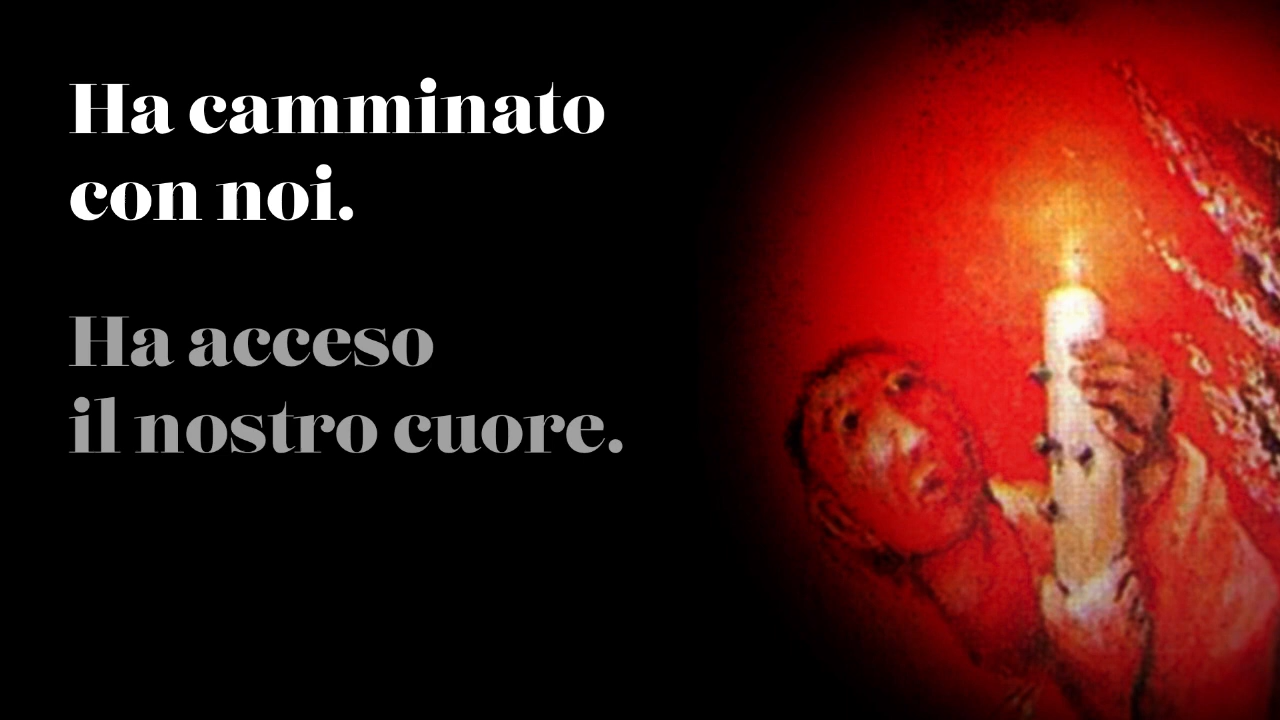 Ha camminato
con noi.
Ha acceso
il nostro cuore.